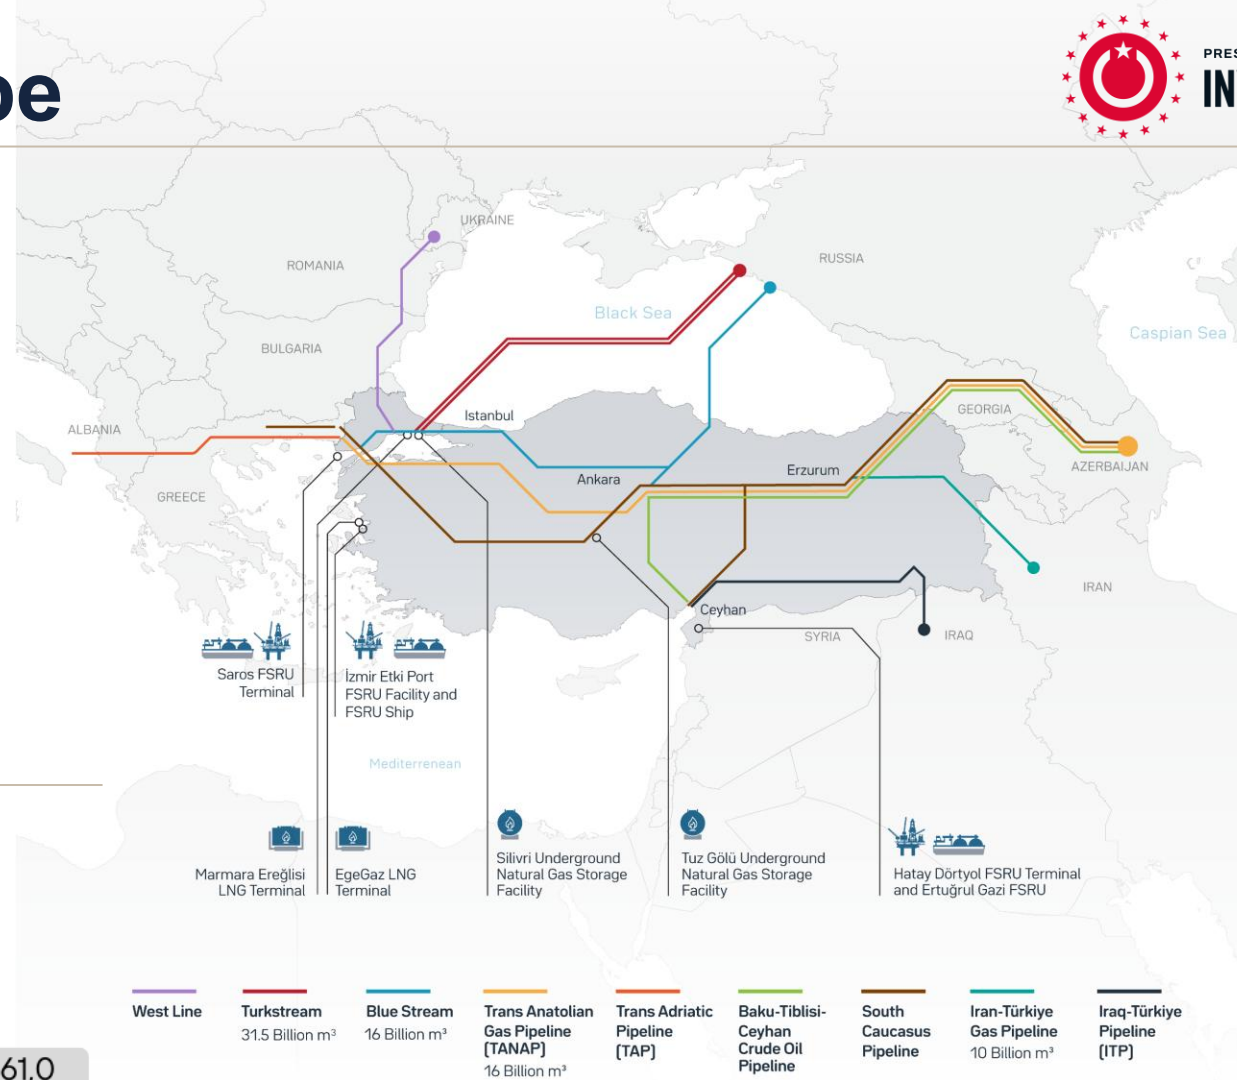 be
PRES
IN
UKRAINE
ROMANIA
RUSSIA
Black Sea
Caspian Sea
BULGARIA
Istanbul
GEORGIA
ALBANIA
Ankara
Erzurum
AZERBAIJAN
GREECE
IRAN
Ceyhan
SYRIA
IRAQ
Saros FSRU
Terminal
İzmir Etki Port
FSRU Facility and
FSRU Ship
Mediterrenean
Marmara Ereğlisi
LNG Terminal
EgeGaz LNG
Terminal
Silivri Underground
Natural Gas Storage
Facility
Tuz Gölü Underground
Natural Gas Storage
Facility
Hatay Dörtyol FSRU Terminal
and Ertuğrul Gazi FSRU
West Line
Turkstream
31.5 Billion m³
Blue Stream
16 Billion m³
Trans Anatolian
Gas Pipeline
(TANAP)
16 Billion m³
Trans Adriatic
Pipeline
(TAP)
Baku-Tiblisi-
Ceyhan
Crude Oil
Pipeline
South
Caucasus
Pipeline
Iran-Türkiye
Gas Pipeline
10 Billion m³
Iraq-Türkiye
Pipeline
(ITP)
61.0